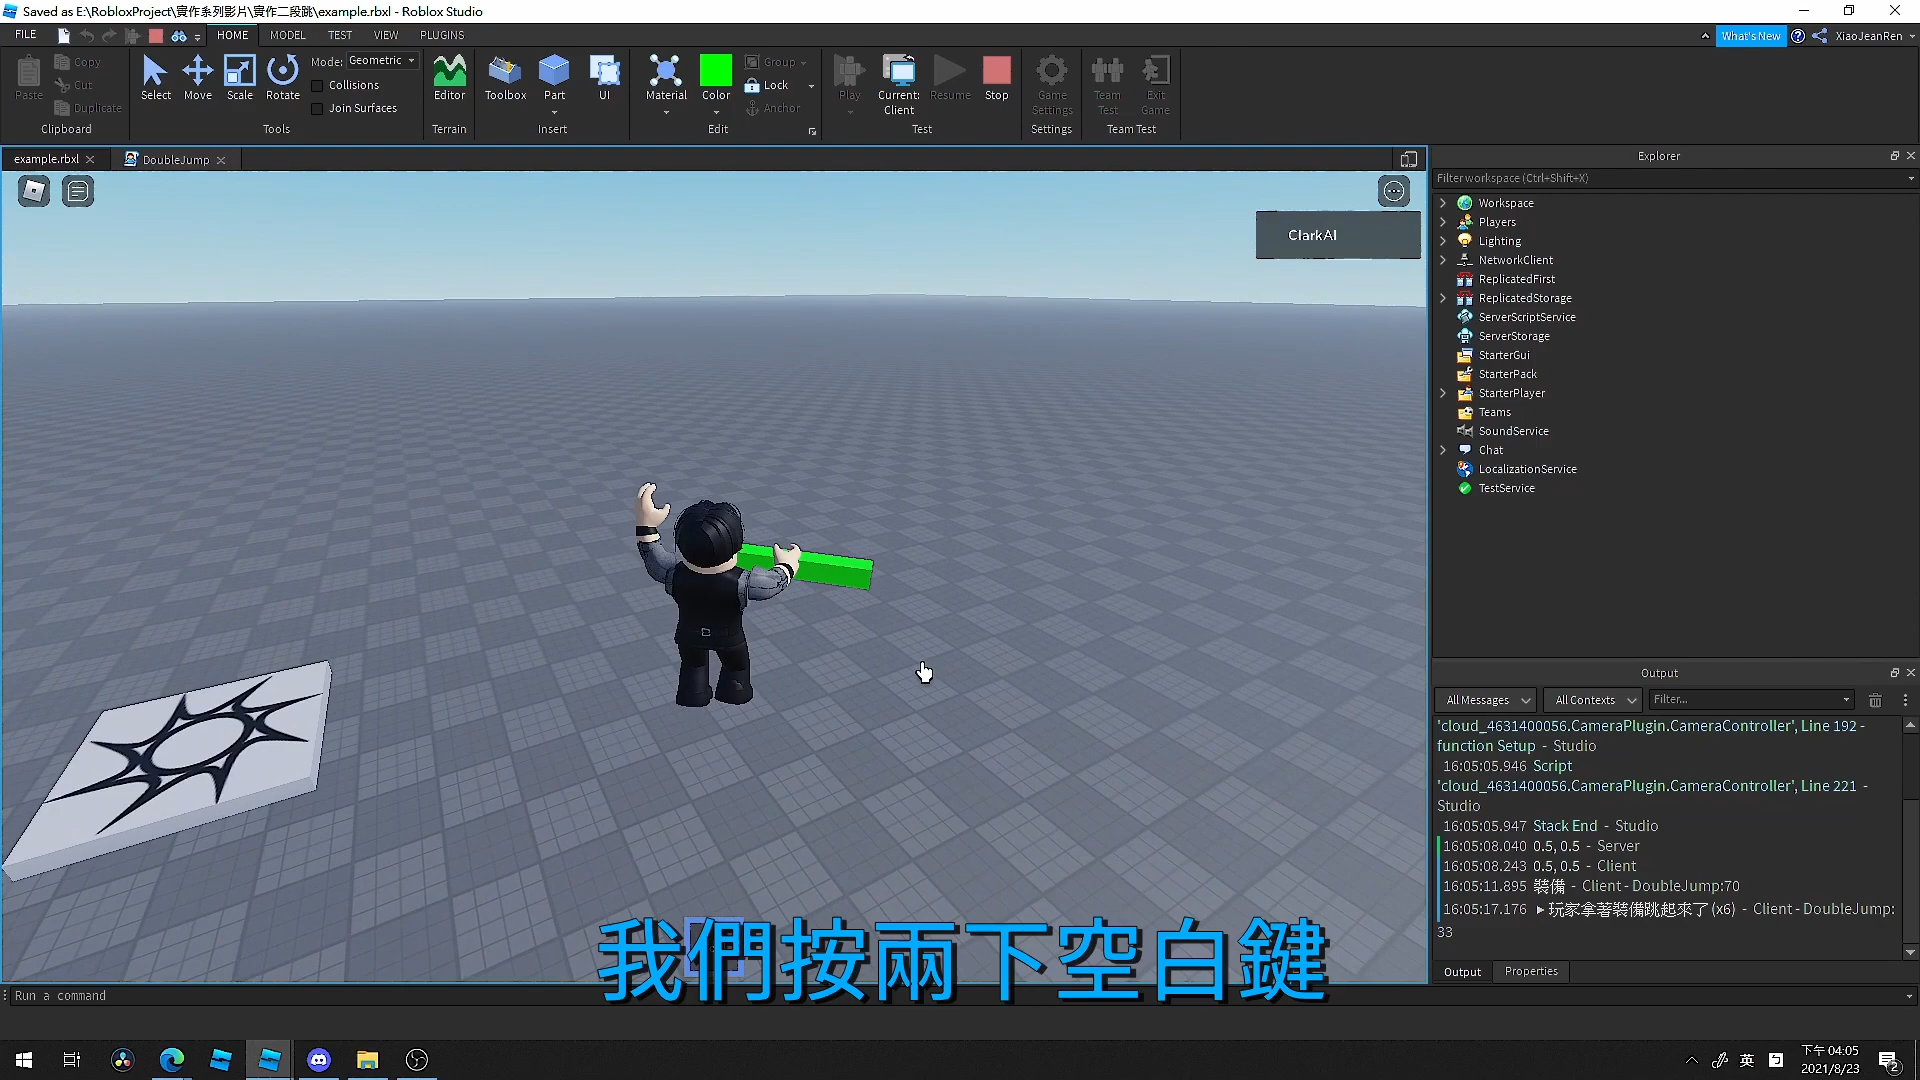 Saved as E:\RobloxProject\實作系列影片\實作二段跳\example.rbxl - Roblox Studio
FILE HOME MODEL TEST VIEW PLUGINS What's New XiaoJeanRen
Paste Copy Cut Duplicate
Clipboard
Select Move Scale Rotate Mode: Geometric
Collisions
Join Surfaces
Tools
Editor
Terrain
Toolbox Part UI
Insert
Material Color Group Lock Anchor
Edit
Play Current: Client Resume Stop
Test
Game Settings
Settings
Team Test Exit Game
Team Test
example.rbxl DoubleJump
ClarkAI
Explorer
Filter workspace (Ctrl+Shift+X)
Workspace
Players
Lighting
NetworkClient
ReplicatedFirst
ReplicatedStorage
ServerScriptService
ServerStorage
StarterGui
StarterPack
StarterPlayer
Teams
SoundService
Chat
LocalizationService
TestService
Output
All Messages All Contexts Filter...
'cloud_4631400056.CameraPlugin.CameraController', Line 192 -
function Setup - Studio
16:05:05.946 Script
'cloud_4631400056.CameraPlugin.CameraController', Line 221 -
Studio
16:05:05.947 Stack End - Studio
16:05:08.040 0.5, 0.5 - Server
16:05:08.243 0.5, 0.5 - Client
16:05:11.895 裝備 - Client - DoubleJump:70
16:05:17.176 ▸玩家拿著裝備跳起來了 (x6) - Client - DoubleJump:
33
Output Properties
我們按兩下空白鍵
Run a command
英
下午 04:05
2021/8/23
2